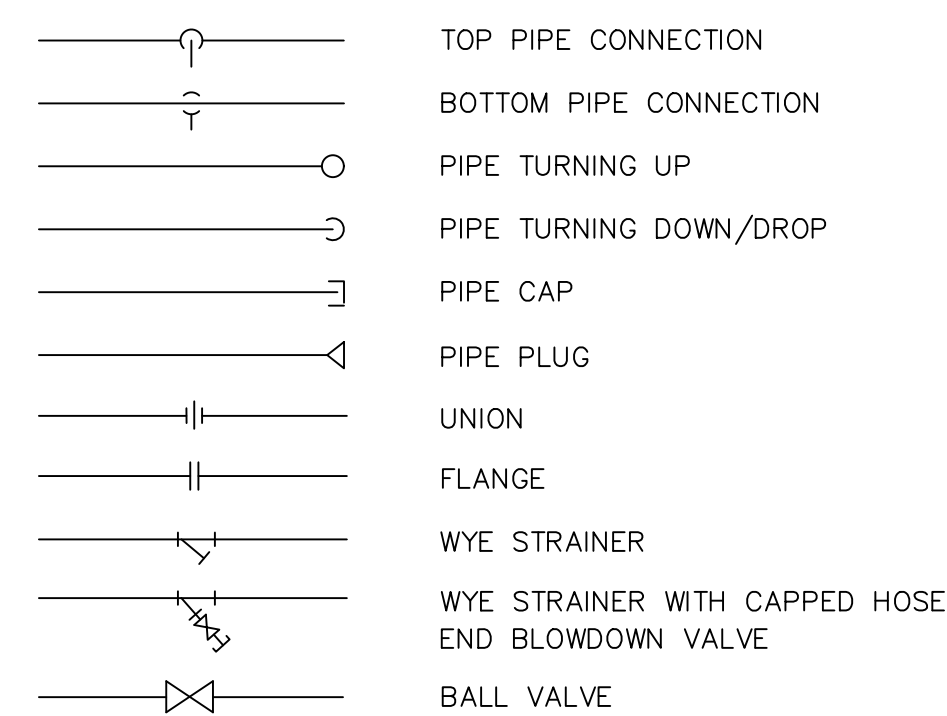 TOP PIPE CONNECTION
BOTTOM PIPE CONNECTION
PIPE TURNING UP
PIPE TURNING DOWN/DROP
PIPE CAP
PIPE PLUG
UNION
FLANGE
WYE STRAINER
WYE STRAINER WITH CAPPED HOSE
END BLOWDOWN VALVE
BALL VALVE